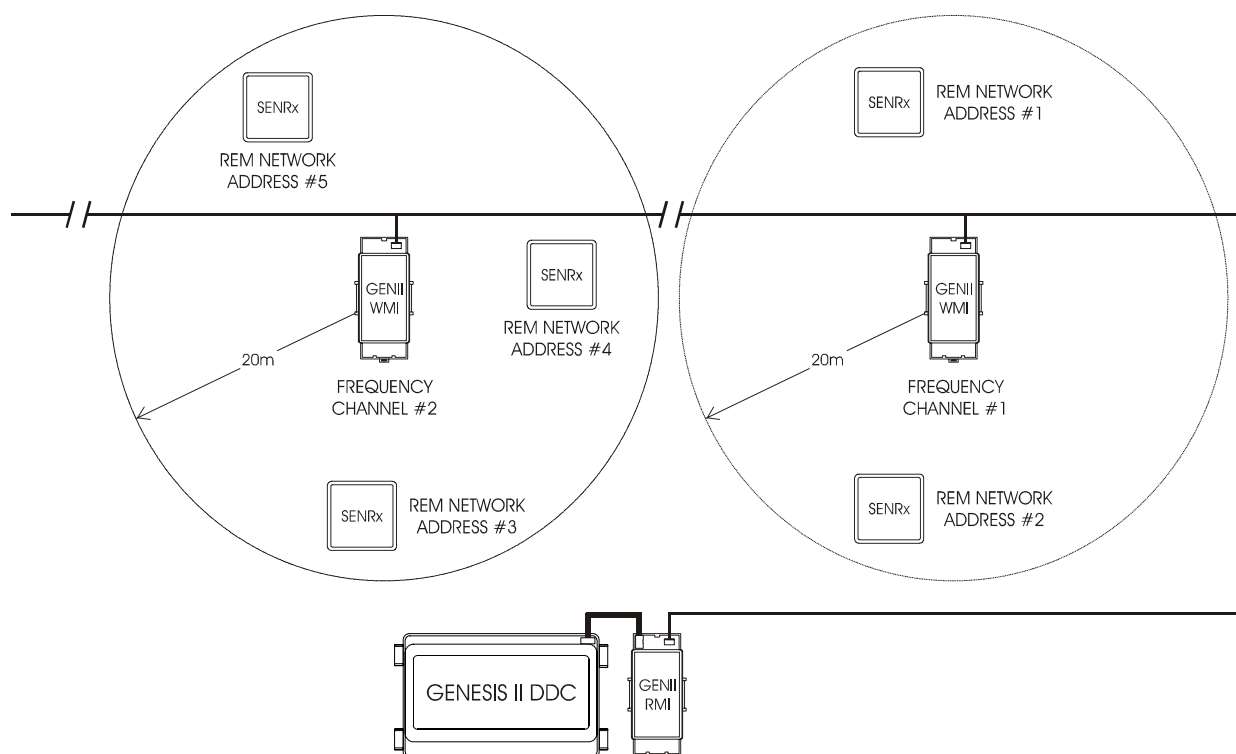 SENRx
REM NETWORK
ADDRESS #5
SENRx
REM NETWORK
ADDRESS #1
GENII
WMI
SENRx
REM NETWORK
ADDRESS #4
20m
FREQUENCY
CHANNEL #2
GENII
WMI
20m
FREQUENCY
CHANNEL #1
SENRx
REM NETWORK
ADDRESS #3
SENRx
REM NETWORK
ADDRESS #2
GENESIS II DDC
GENII
RMI